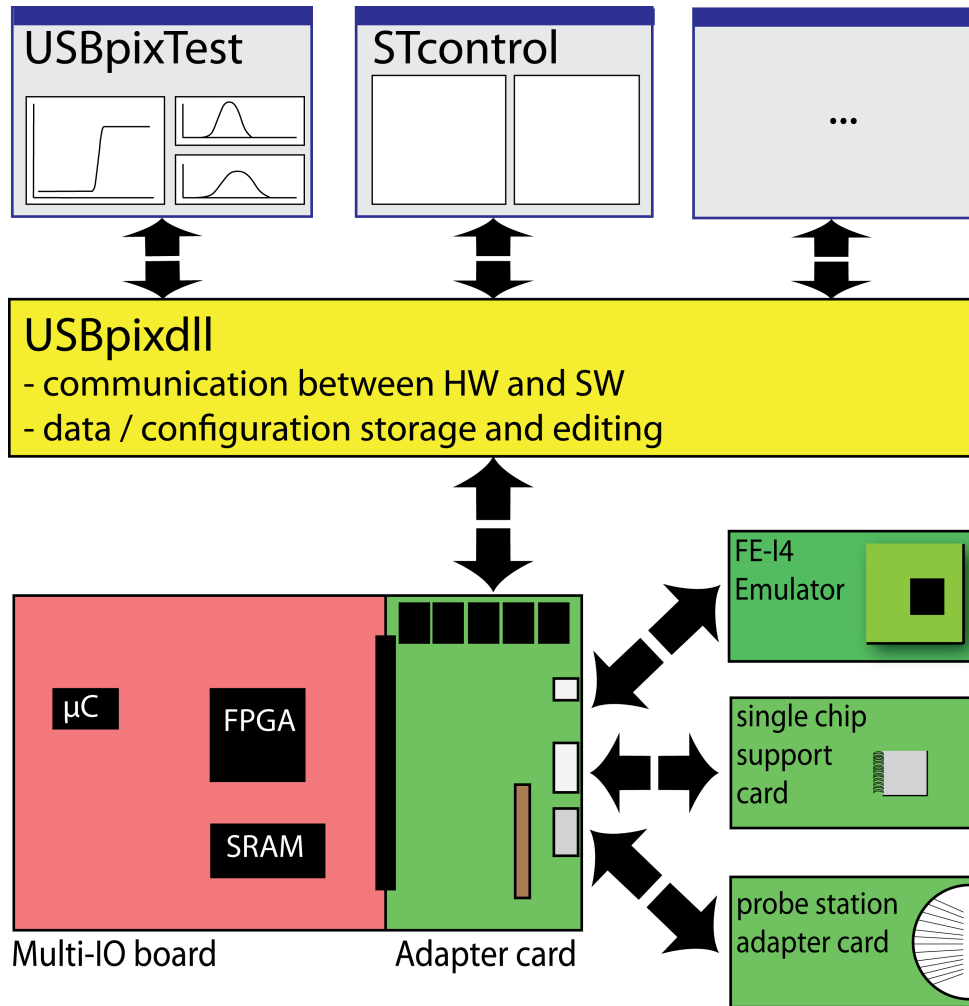 USBpixTest
STcontrol
...
USBpixdll
- communication between HW and SW
- data / configuration storage and editing
FE-I4
Emulator
µC
FPGA
SRAM
single chip
support
card
probe station
adapter card
Multi-IO board
Adapter card